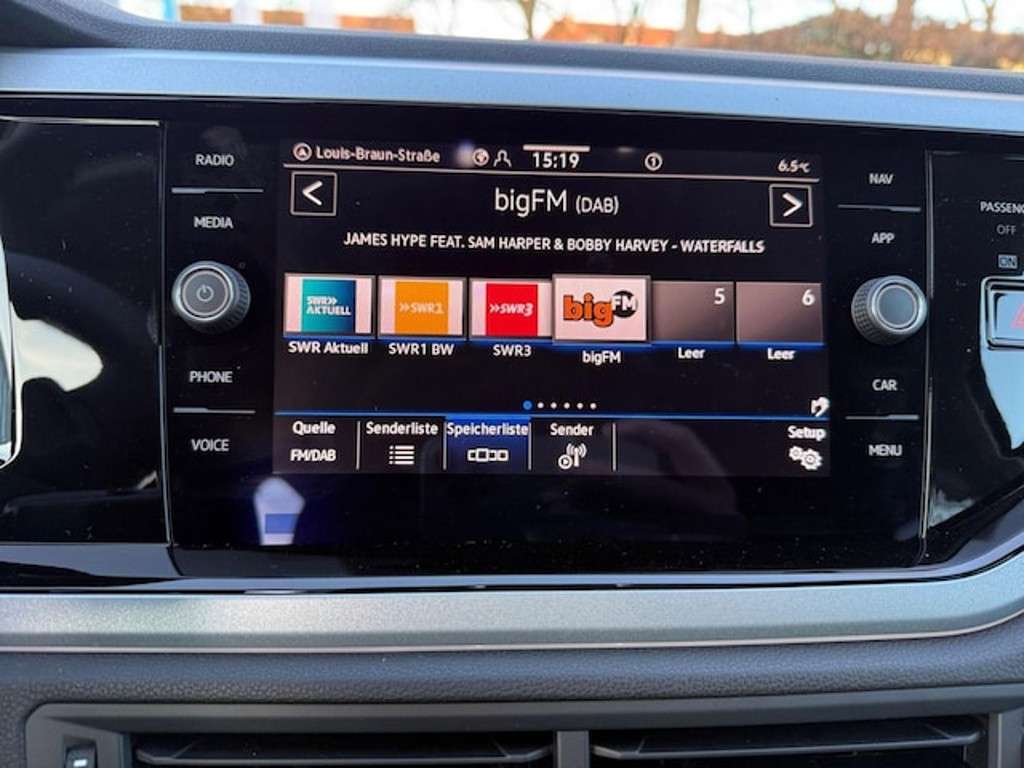 RADIO
MEDIA
PHONE
VOICE
Louis-Braun-Straße 15:19 1 6.5°C
< bigFM (DAB) >
JAMES HYPE FEAT. SAM HARPER & BOBBY HARVEY - WATERFALLS
SWR» AKTUELL »SWR1 »SWR3 bigFM 5 6
SWR Aktuell SWR1 BW SWR3 bigFM Leer Leer
Quelle Senderliste Speicherliste Sender Setup
FM/DAB
NAV
APP
CAR
MENU
OFF
ON